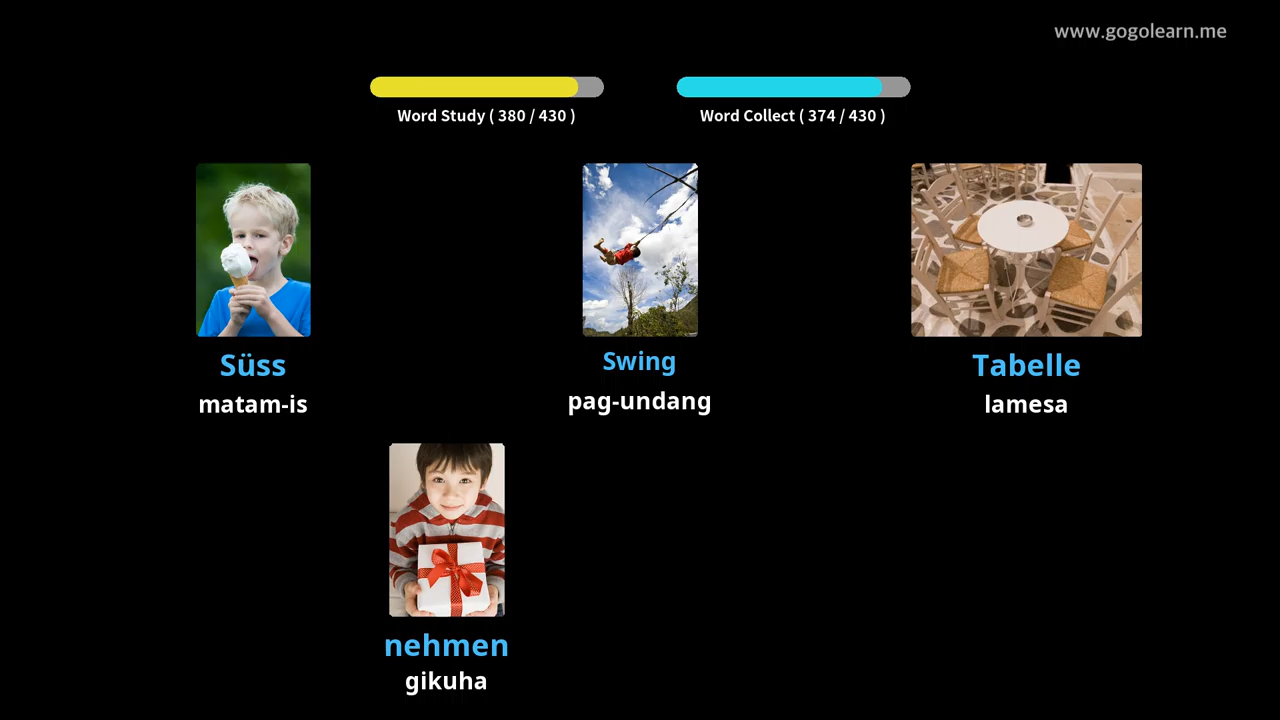 www.gogolearn.me
Word Study ( 380 / 430 )
Word Collect ( 374 / 430 )
Süss
matam-is
Swing
pag-undang
Tabelle
lamesa
nehmen
gikuha